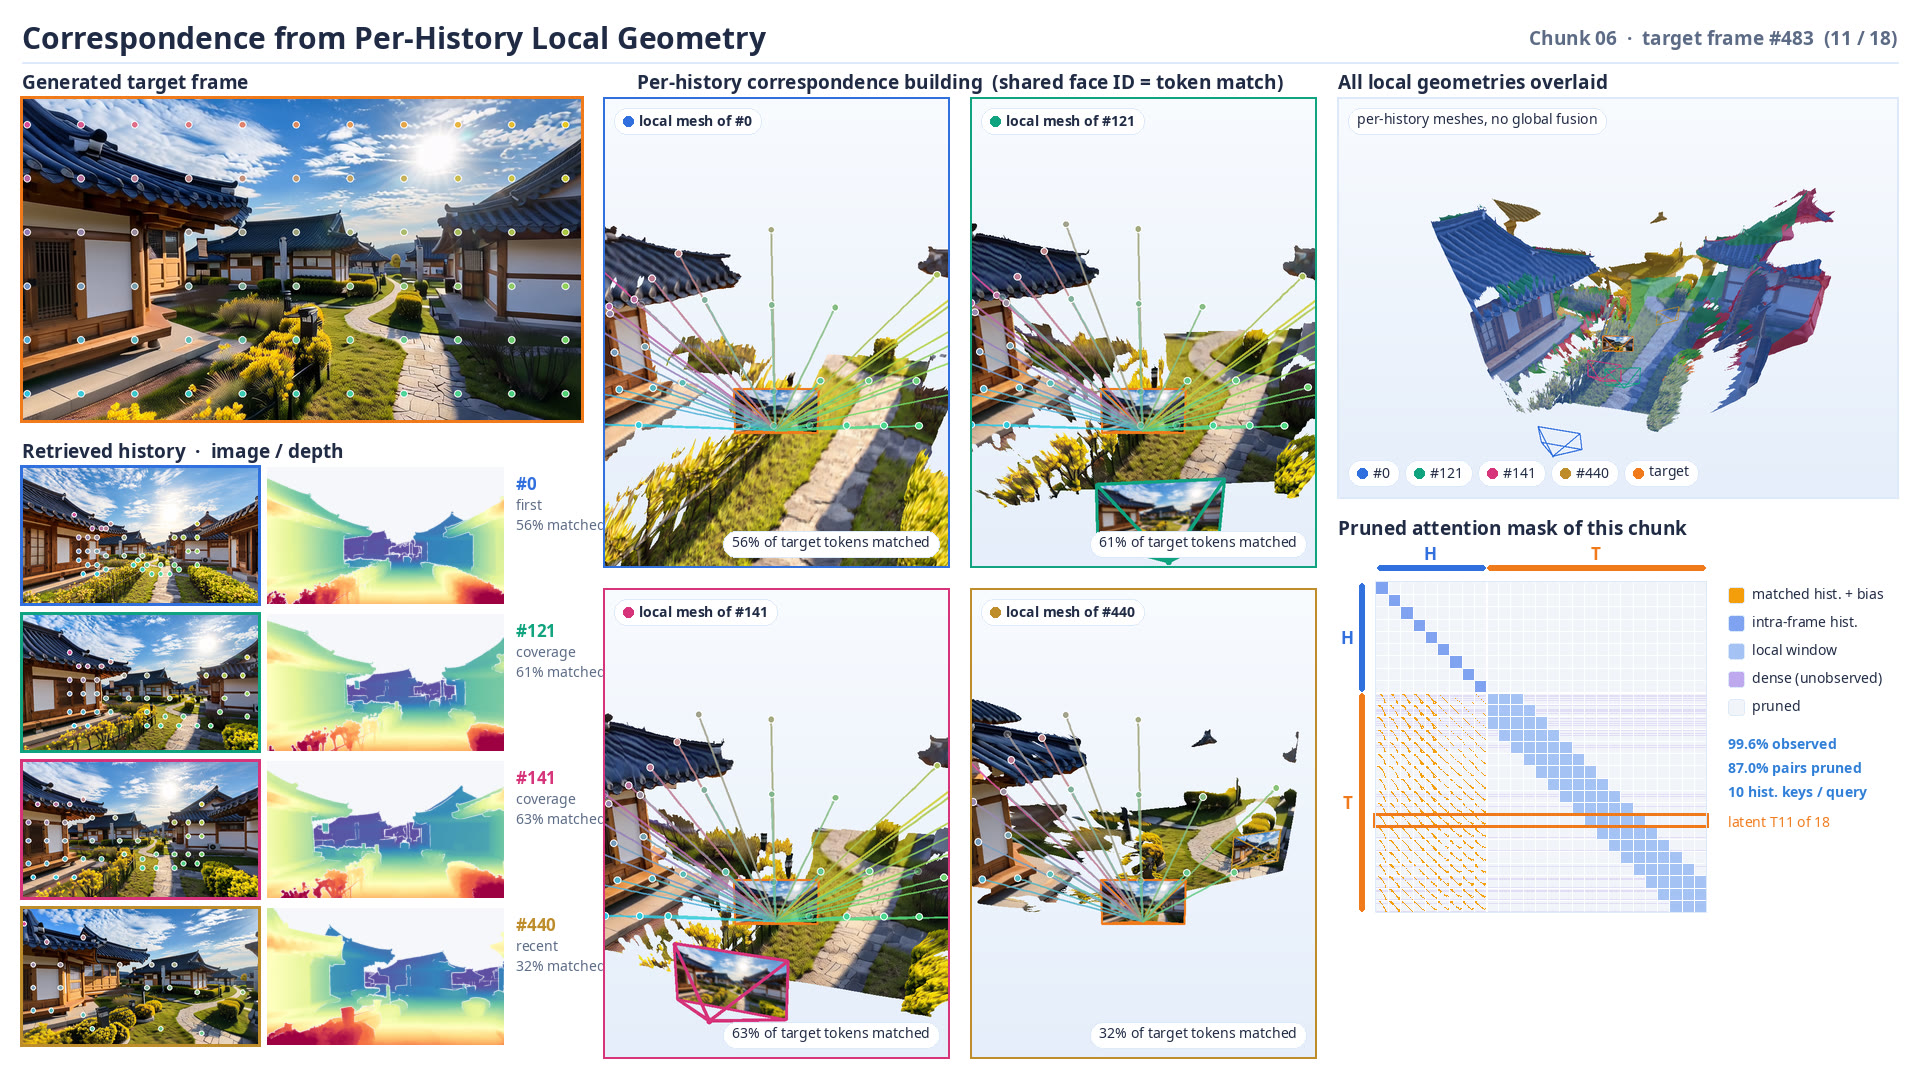 Correspondence from Per-History Local Geometry
Chunk 06 · target frame #483 (11 / 18)
Generated target frame
Per-history correspondence building (shared face ID = token match)
All local geometries overlaid
local mesh of #0
56% of target tokens matched
local mesh of #121
61% of target tokens matched
per-history meshes, no global fusion
#0
#121
#141
#440
target
Retrieved history · image / depth
#0
first
56% matched
#121
coverage
61% matched
#141
coverage
63% matched
#440
recent
32% matched
local mesh of #141
63% of target tokens matched
local mesh of #440
32% of target tokens matched
Pruned attention mask of this chunk
H
T
H
T
matched hist. + bias
intra-frame hist.
local window
dense (unobserved)
pruned
99.6% observed
87.0% pairs pruned
10 hist. keys / query
latent T11 of 18